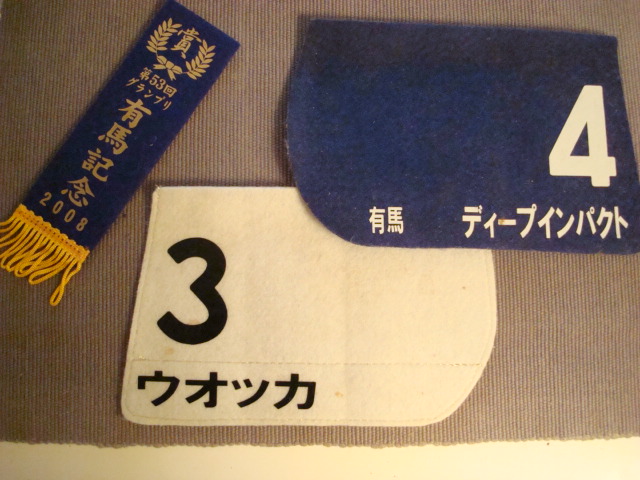 賞
第53回
グランプリ
有馬記念
2008
4
有馬 ディープインパクト
3
ウオッカ